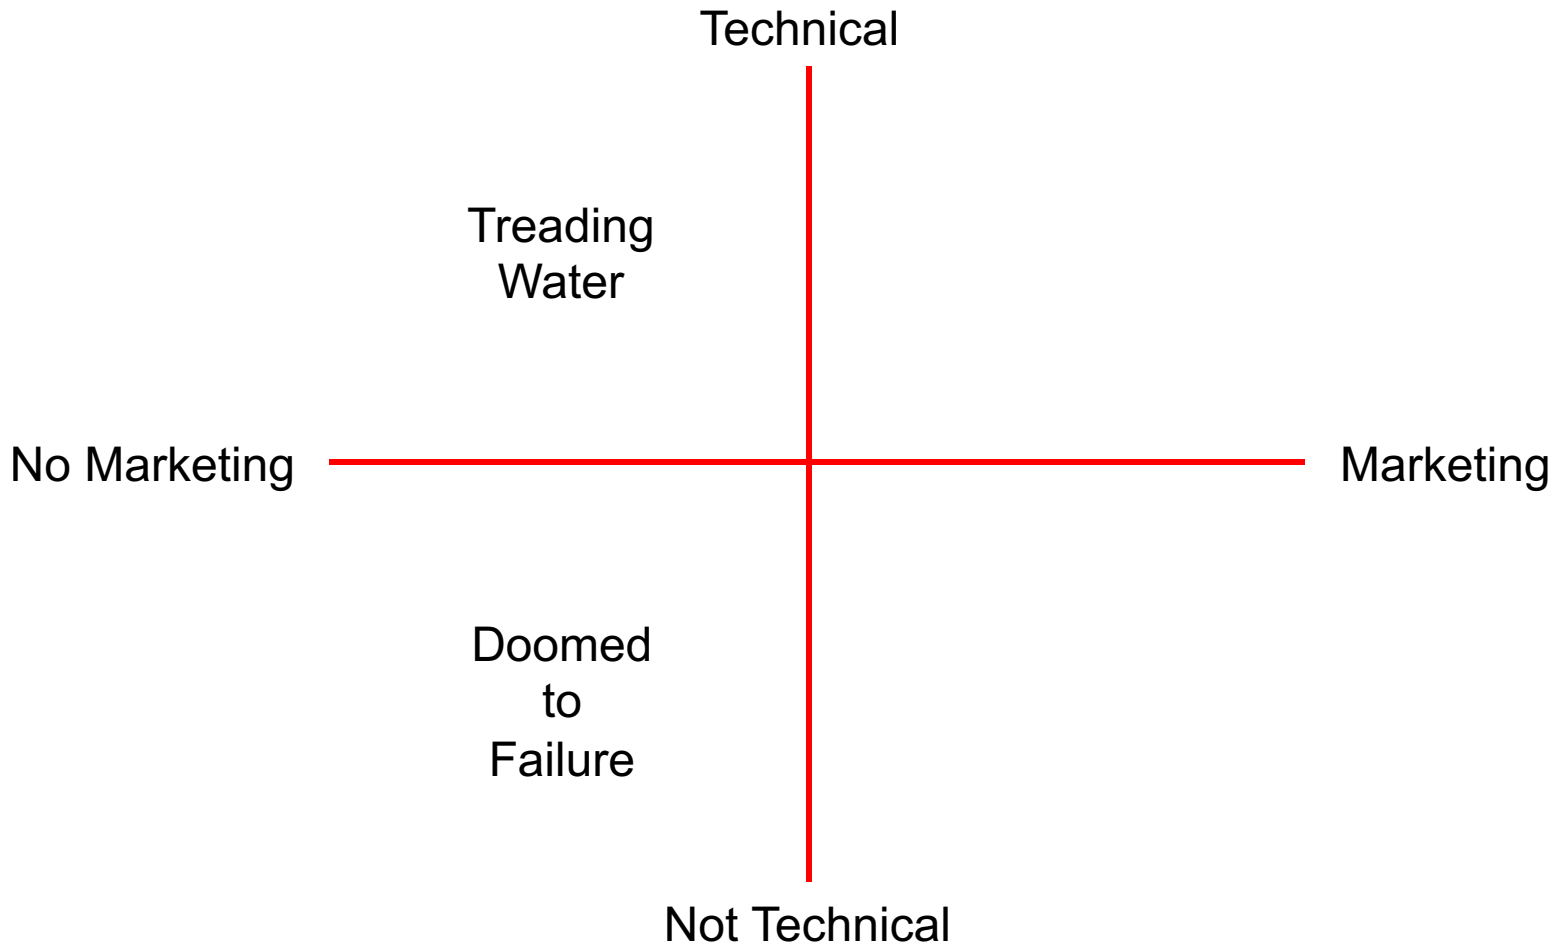 Technical
Treading
Water
No Marketing
Marketing
Doomed
to
Failure
Not Technical